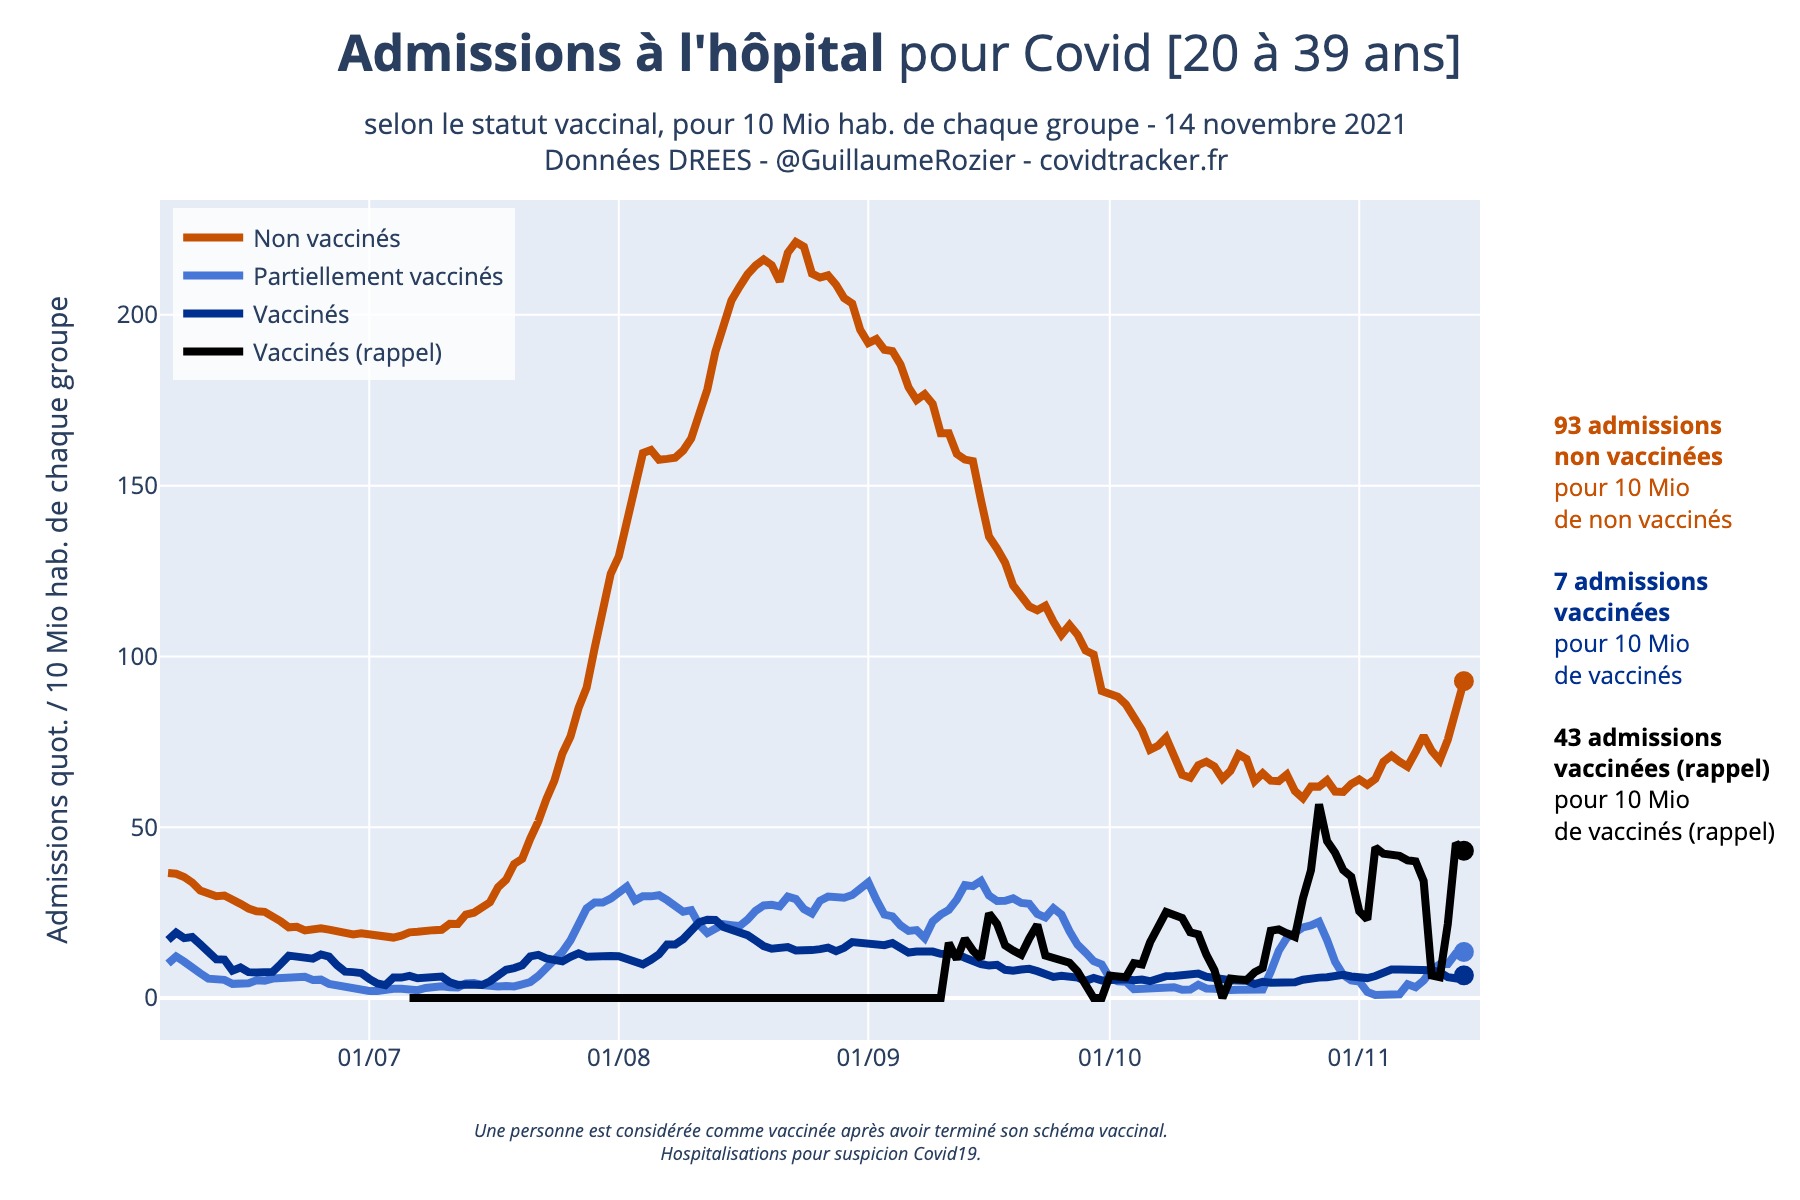 Admissions à l'hôpital pour Covid [20 à 39 ans]
selon le statut vaccinal, pour 10 Mio hab. de chaque groupe - 14 novembre 2021
Données DREES - @GuillaumeRozier - covidtracker.fr
Non vaccinés
Partiellement vaccinés
Vaccinés
Vaccinés (rappel)
Admissions quot. / 10 Mio hab. de chaque groupe
200
150
100
50
0
01/07
01/08
01/09
01/10
01/11
93 admissions
non vaccinées
pour 10 Mio
de non vaccinés
7 admissions
vaccinées
pour 10 Mio
de vaccinés
43 admissions
vaccinées (rappel)
pour 10 Mio
de vaccinés (rappel)
Une personne est considérée comme vaccinée après avoir terminé son schéma vaccinal.
Hospitalisations pour suspicion Covid19.